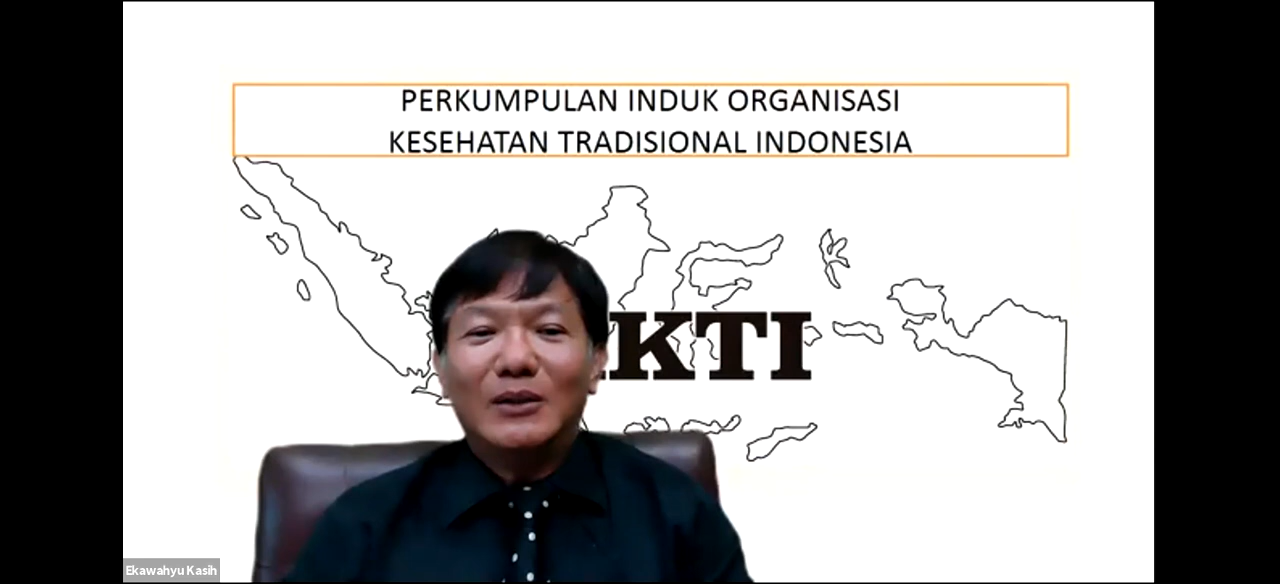 PERKUMPULAN INDUK ORGANISASI
KESEHATAN TRADISIONAL INDONESIA
KTI
Ekawahyu Kasih